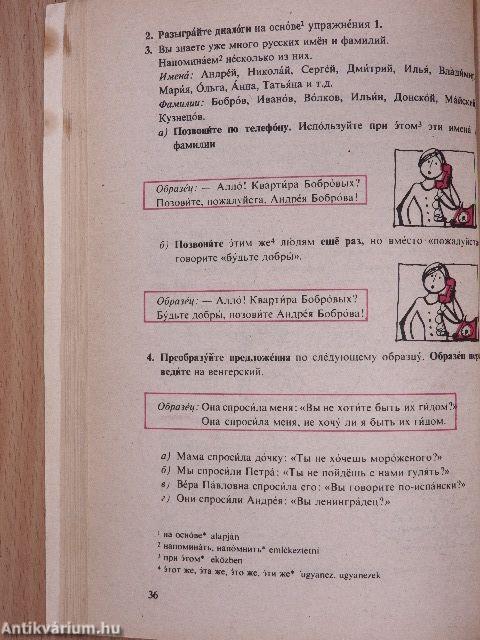 2. Разыгра́йте диало́ги на осно́ве¹ упражне́ния 1.
3. Вы зна́ете уже́ мно́го ру́сских имён и фами́лий.
Напомина́ем² не́сколько из них.
Имена́: Андре́й, Никола́й, Серге́й, Дми́трий, Илья́, Влади́мир
Мари́я, О́льга, А́нна, Татья́на и т.д.
Фами́лии: Бобро́в, Ивано́в, Во́лков, Ильи́н, Донско́й, Ма́йский
Кузнецо́в.
а) Позвони́те по телефо́ну. Испо́льзуйте при э́том³ э́ти имена́
фами́лии
Образе́ц: — Алло́! Кварти́ра Бобро́вых?
Позови́те, пожа́луйста, Андре́я Бобро́ва!
б) Позвони́те э́тим же⁴ лю́дям ещё раз, но вме́сто «пожа́луйста
говори́те «бу́дьте добры́».
Образе́ц: — Алло́! Кварти́ра Бобро́вых?
Бу́дьте добры́, позови́те Андре́я Бобро́ва!
4. Преобразу́йте предложе́ния по сле́дующему образцу́. Образе́ц пере
веди́те на венге́рский.
Образе́ц: Она́ спроси́ла меня́: «Вы не хоти́те быть их ги́дом?»
Она́ спроси́ла меня́, не хочу́ ли я быть их ги́дом.
а) Ма́ма спроси́ла до́чку: «Ты не хо́чешь моро́женого?»
б) Мы спроси́ли Петра́: «Ты не пойдёшь с на́ми гуля́ть?»
в) Ве́ра Па́вловна спроси́ла его́: «Вы говори́те по-испа́нски?»
г) Они́ спроси́ли Андре́я: «Вы ленингра́дец?»
¹ на осно́ве* alapján
² напомина́ть, напо́мнить* emlékeztetni
³ при э́том* eközben
⁴ э́тот же, э́та же, э́то же, э́ти же* ugyanez, ugyanezek
36
Antikvárium.hu